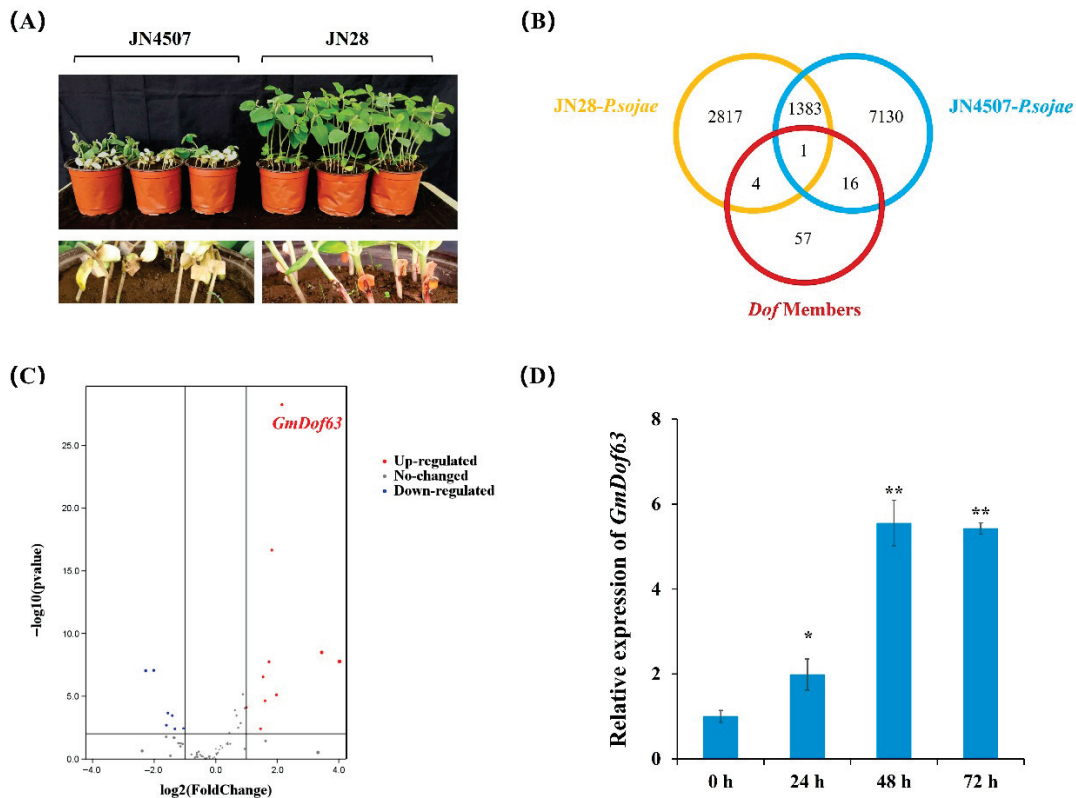 (A)
JN4507
JN28
(B)
JN28-P.sojae
JN4507-P.sojae
2817
1383
7130
1
4
16
57
Dof Members
(C)
GmDof63
25.0
20.0
15.0
10.0
5.0
0.0
−4.0
−2.0
0.0
2.0
4.0
−log10(pvalue)
log2(FoldChange)
Up-regulated
No-changed
Down-regulated
(D)
Relative expression of GmDof63
8
6
4
2
0
*
**
**
0 h
24 h
48 h
72 h